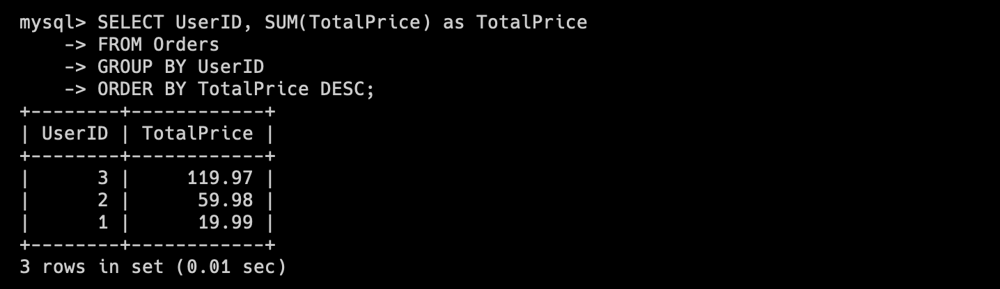 mysql> SELECT UserID, SUM(TotalPrice) as TotalPrice
    -> FROM Orders
    -> GROUP BY UserID
    -> ORDER BY TotalPrice DESC;
+--------+------------+
| UserID | TotalPrice |
+--------+------------+
|      3 |     119.97 |
|      2 |      59.98 |
|      1 |      19.99 |
+--------+------------+
3 rows in set (0.01 sec)